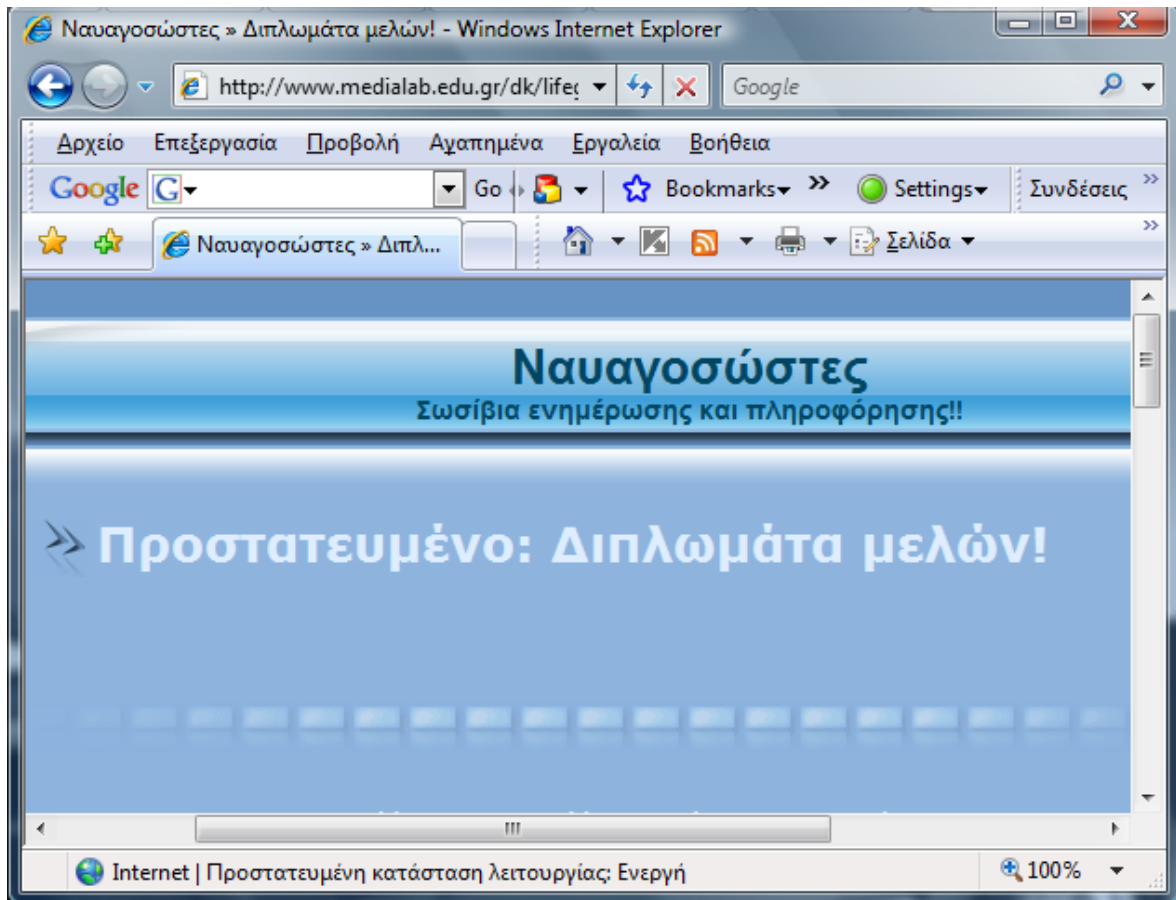 Ναυαγοσώστες » Διπλωμάτα μελών! - Windows Internet Explorer
http://www.medialab.edu.gr/dk/life Google
Αρχείο Επεξεργασία Προβολή Αγαπημένα Εργαλεία Βοήθεια
Google G Go Bookmarks » Settings Συνδέσεις »
Ναυαγοσώστες » Διπλ... Σελίδα »
Ναυαγοσώστες
Σωσίβια ενημέρωσης και πληροφόρησης!!
» Προστατευμένο: Διπλωμάτα μελών!
Internet | Προστατευμένη κατάσταση λειτουργίας: Ενεργή 100%